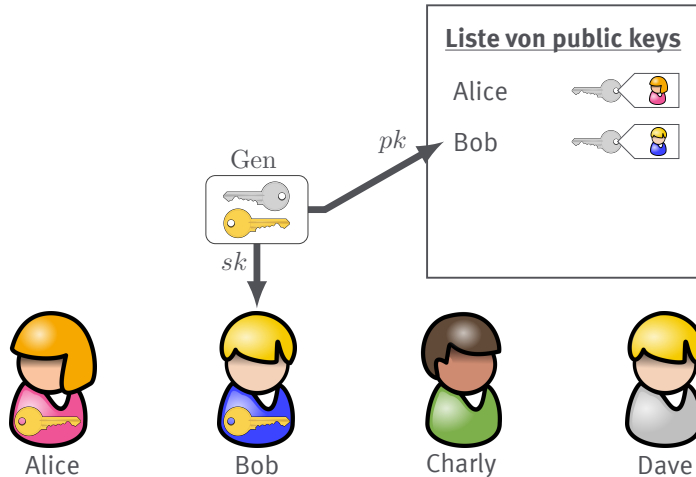 Liste von public keys
Alice
Bob
pk
Gen
sk
Alice
Bob
Charly
Dave